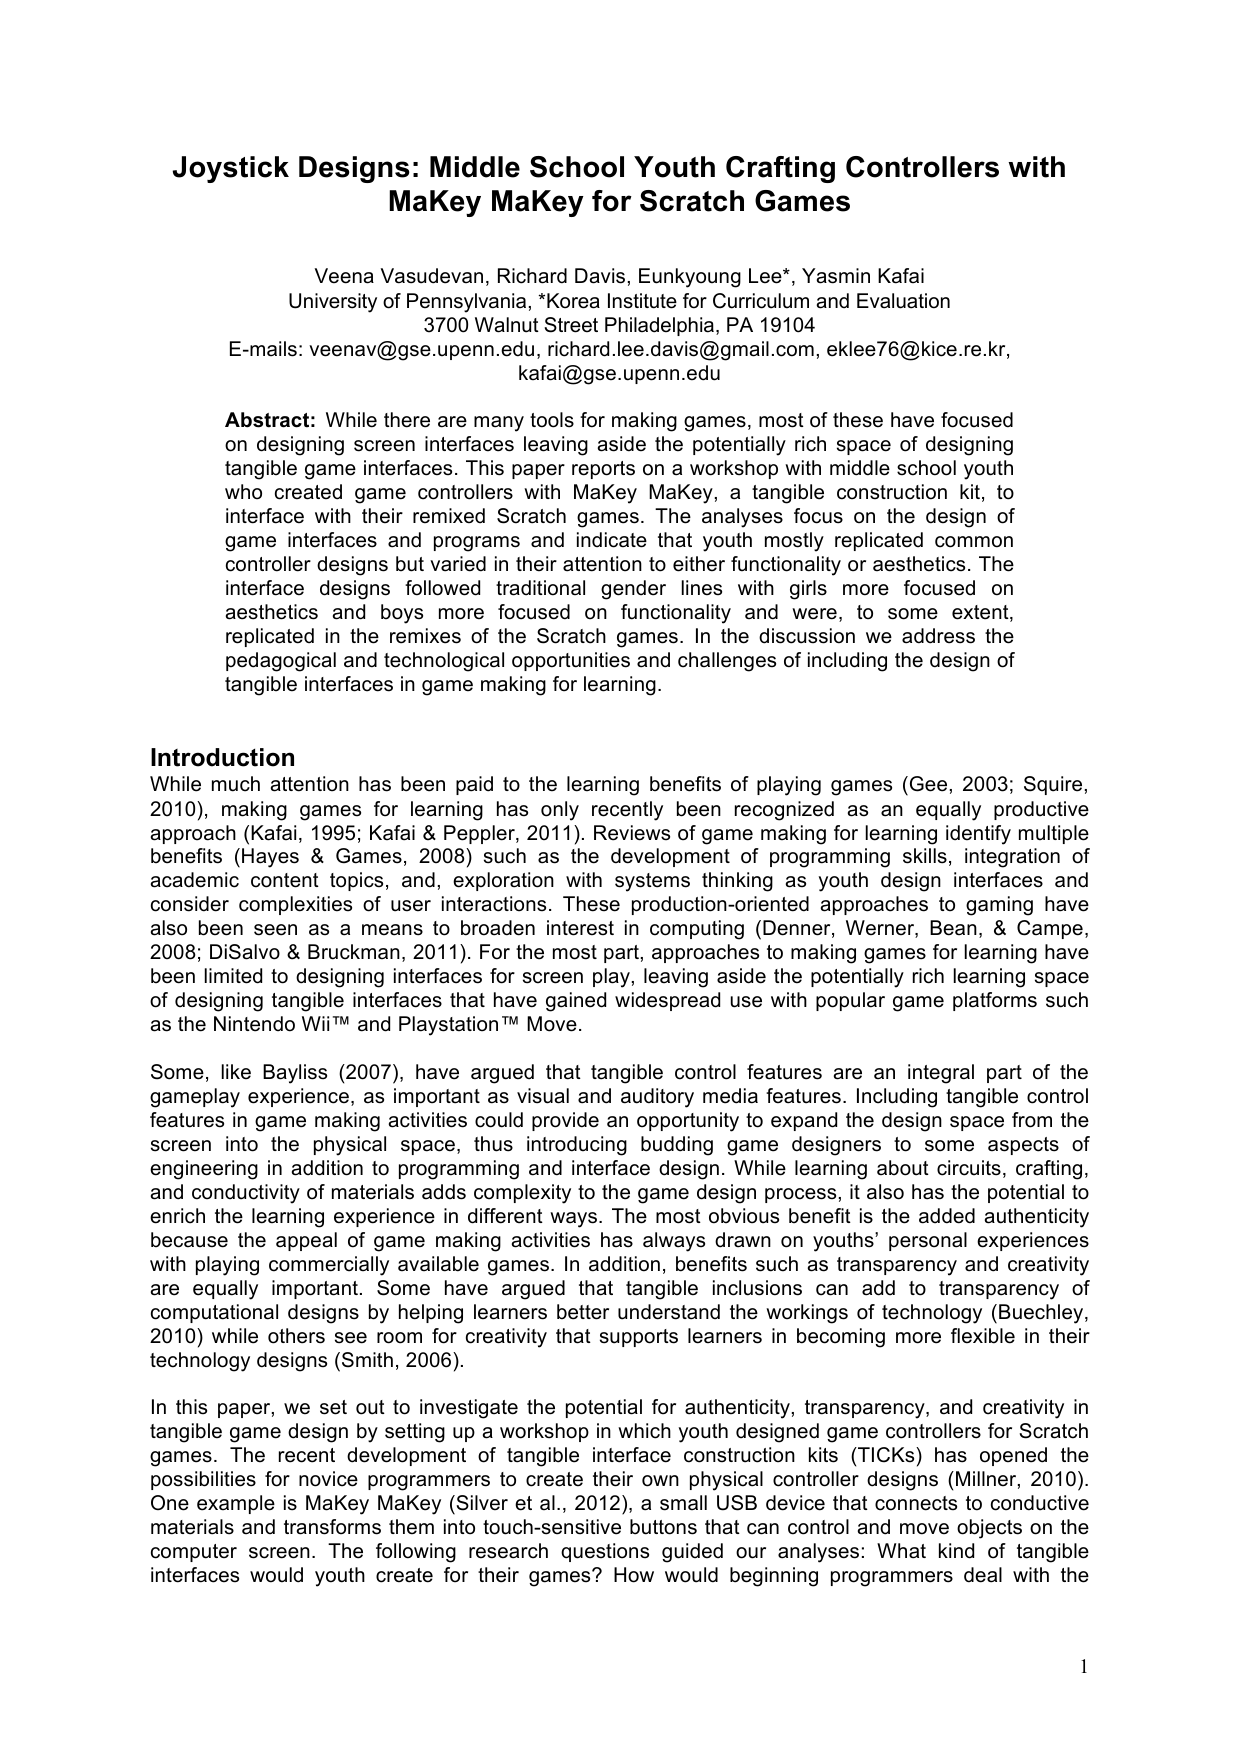 Joystick Designs: Middle School Youth Crafting Controllers with
MaKey MaKey for Scratch Games
Veena Vasudevan, Richard Davis, Eunkyoung Lee*, Yasmin Kafai
University of Pennsylvania, *Korea Institute for Curriculum and Evaluation
3700 Walnut Street Philadelphia, PA 19104
E-mails: veenav@gse.upenn.edu, richard.lee.davis@gmail.com, eklee76@kice.re.kr,
kafai@gse.upenn.edu
Abstract: While there are many tools for making games, most of these have focused
on designing screen interfaces leaving aside the potentially rich space of designing
tangible game interfaces. This paper reports on a workshop with middle school youth
who created game controllers with MaKey MaKey, a tangible construction kit, to
interface with their remixed Scratch games. The analyses focus on the design of
game interfaces and programs and indicate that youth mostly replicated common
controller designs but varied in their attention to either functionality or aesthetics. The
interface designs followed traditional gender lines with girls more focused on
aesthetics and boys more focused on functionality and were, to some extent,
replicated in the remixes of the Scratch games. In the discussion we address the
pedagogical and technological opportunities and challenges of including the design of
tangible interfaces in game making for learning.
Introduction
While much attention has been paid to the learning benefits of playing games (Gee, 2003; Squire,
2010), making games for learning has only recently been recognized as an equally productive
approach (Kafai, 1995; Kafai & Peppler, 2011). Reviews of game making for learning identify multiple
benefits (Hayes & Games, 2008) such as the development of programming skills, integration of
academic content topics, and, exploration with systems thinking as youth design interfaces and
consider complexities of user interactions. These production-oriented approaches to gaming have
also been seen as a means to broaden interest in computing (Denner, Werner, Bean, & Campe,
2008; DiSalvo & Bruckman, 2011). For the most part, approaches to making games for learning have
been limited to designing interfaces for screen play, leaving aside the potentially rich learning space
of designing tangible interfaces that have gained widespread use with popular game platforms such
as the Nintendo Wii™ and Playstation™ Move.
Some, like Bayliss (2007), have argued that tangible control features are an integral part of the
gameplay experience, as important as visual and auditory media features. Including tangible control
features in game making activities could provide an opportunity to expand the design space from the
screen into the physical space, thus introducing budding game designers to some aspects of
engineering in addition to programming and interface design. While learning about circuits, crafting,
and conductivity of materials adds complexity to the game design process, it also has the potential to
enrich the learning experience in different ways. The most obvious benefit is the added authenticity
because the appeal of game making activities has always drawn on youths’ personal experiences
with playing commercially available games. In addition, benefits such as transparency and creativity
are equally important. Some have argued that tangible inclusions can add to transparency of
computational designs by helping learners better understand the workings of technology (Buechley,
2010) while others see room for creativity that supports learners in becoming more flexible in their
technology designs (Smith, 2006).
In this paper, we set out to investigate the potential for authenticity, transparency, and creativity in
tangible game design by setting up a workshop in which youth designed game controllers for Scratch
games. The recent development of tangible interface construction kits (TICKs) has opened the
possibilities for novice programmers to create their own physical controller designs (Millner, 2010).
One example is MaKey MaKey (Silver et al., 2012), a small USB device that connects to conductive
materials and transforms them into touch-sensitive buttons that can control and move objects on the
computer screen. The following research questions guided our analyses: What kind of tangible
interfaces would youth create for their games? How would beginning programmers deal with the
1